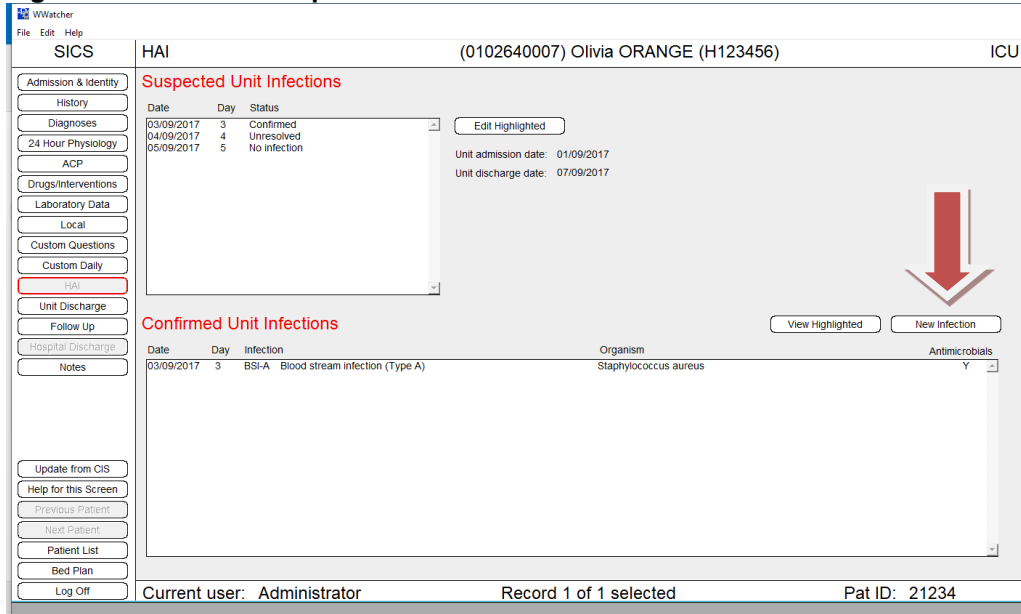 WWatcher
File Edit Help
SICS
HAI
(0102640007) Olivia ORANGE (H123456)
ICU
Admission & Identity
History
Diagnoses
24 Hour Physiology
ACP
Drugs/Interventions
Laboratory Data
Local
Custom Questions
Custom Daily
HAI
Unit Discharge
Follow Up
Hospital Discharge
Notes
Update from CIS
Help for this Screen
Previous Patient
Next Patient
Patient List
Bed Plan
Log Off
Suspected Unit Infections
Date Day Status
03/09/2017 3 Confirmed
04/09/2017 4 Unresolved
05/09/2017 5 No infection
Edit Highlighted
Unit admission date: 01/09/2017
Unit discharge date: 07/09/2017
Confirmed Unit Infections
View Highlighted
New Infection
Date Day Infection Organism Antimicrobials
03/09/2017 3 BSI-A Blood stream infection (Type A) Staphylococcus aureus Y
Current user: Administrator
Record 1 of 1 selected
Pat ID: 21234